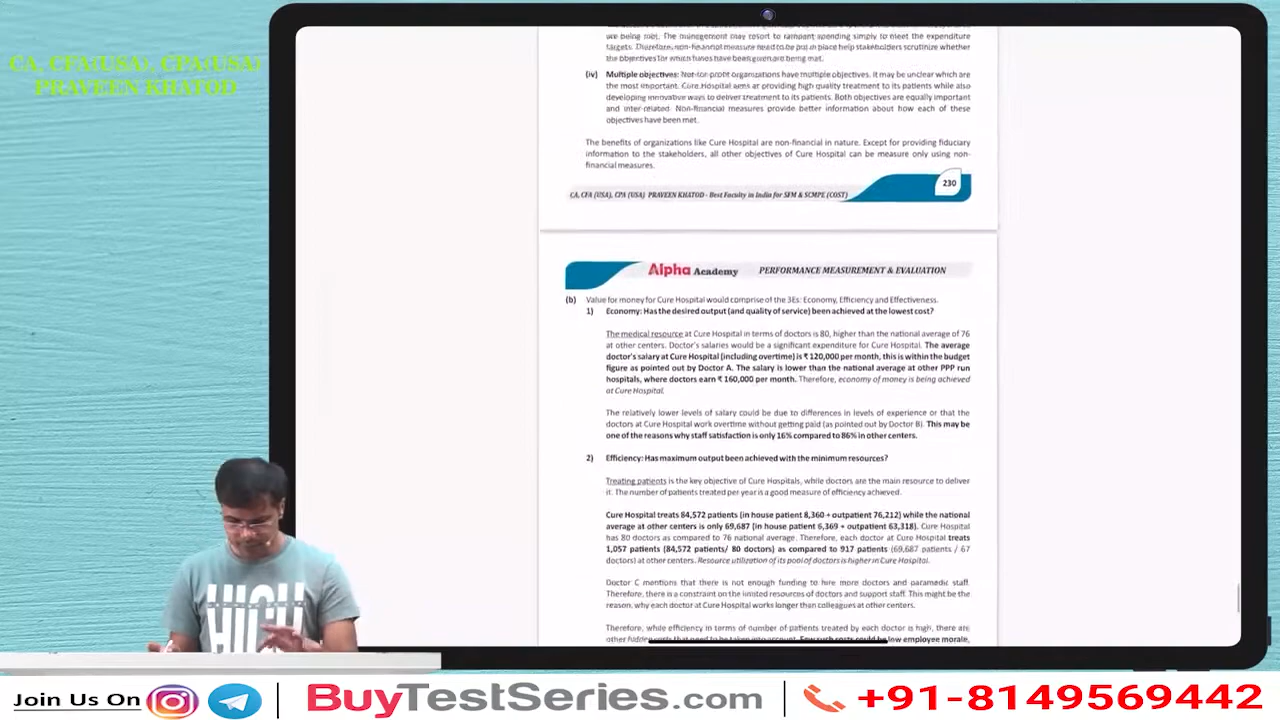 CA, CFA(USA), CPA(USA)
PRAVEEN KHATOD
are being met. The management may resort to rampant spending simply to meet the expenditure
targets. Therefore, non-financial measure need to be put in place help stakeholders scrutinize whether
the objectives for which funds have been given are being met.
(iv) Multiple objectives: Not-for-profit organisations have multiple objectives. It may be unclear which are
the most important. Cure Hospital aims at providing high quality treatment to its patients while also
developing innovative ways to deliver treatment to its patients. Both objectives are equally important
and inter-related. Non-financial measures provide better information about how each of these
objectives have been met.
The benefits of organizations like Cure Hospital are non-financial in nature. Except for providing fiduciary
information to the stakeholders, all other objectives of Cure Hospital can be measure only using non-
financial measures.
CA, CFA (USA), CPA (USA) PRAVEEN KHATOD - Best Faculty in India for SFM & SCMPE (COST)
230
Alpha Academy PERFORMANCE MEASUREMENT & EVALUATION
(b) Value for money for Cure Hospital would comprise of the 3Es: Economy, Efficiency and Effectiveness.
1) Economy: Has the desired output (and quality of service) been achieved at the lowest cost?
The medical resource at Cure Hospital in terms of doctors is 80, higher than the national average of 76
at other centers. Doctor's salaries would be a significant expenditure for Cure Hospital. The average
doctor's salary at Cure Hospital (including overtime) is ₹ 120,000 per month, this is within the budget
figure as pointed out by Doctor A. The salary is lower than the national average at other PPP run
hospitals, where doctors earn ₹ 160,000 per month. Therefore, economy of money is being achieved
at Cure Hospital.
The relatively lower levels of salary could be due to differences in levels of experience or that the
doctors at Cure Hospital work overtime without getting paid (as pointed out by Doctor B). This may be
one of the reasons why staff satisfaction is only 16% compared to 86% in other centers.
2) Efficiency: Has maximum output been achieved with the minimum resources?
Treating patients is the key objective of Cure Hospitals, while doctors are the main resource to deliver
it. The number of patients treated per year is a good measure of efficiency achieved.
Cure Hospital treats 84,572 patients (in house patient 8,360 + outpatient 76,212) while the national
average at other centers is only 69,687 (in house patient 6,369 + outpatient 63,318). Cure Hospital
has 80 doctors as compared to 76 national average. Therefore, each doctor at Cure Hospital treats
1,057 patients (84,572 patients/ 80 doctors) as compared to 917 patients (69,687 patients / 67
doctors) at other centers. Resource utilization of its pool of doctors is higher in Cure Hospital.
Doctor C mentions that there is not enough funding to hire more doctors and paramedic staff.
Therefore, there is a constraint on the limited resources of doctors and support staff. This might be the
reason, why each doctor at Cure Hospital works longer than colleagues at other centers.
Therefore, while efficiency in terms of number of patients treated by each doctor is high, there are
other hidden costs that need to be taken into account. Few such costs could be low employee morale,
HIGH
Join Us On BuyTestSeries.com +91-8149569442